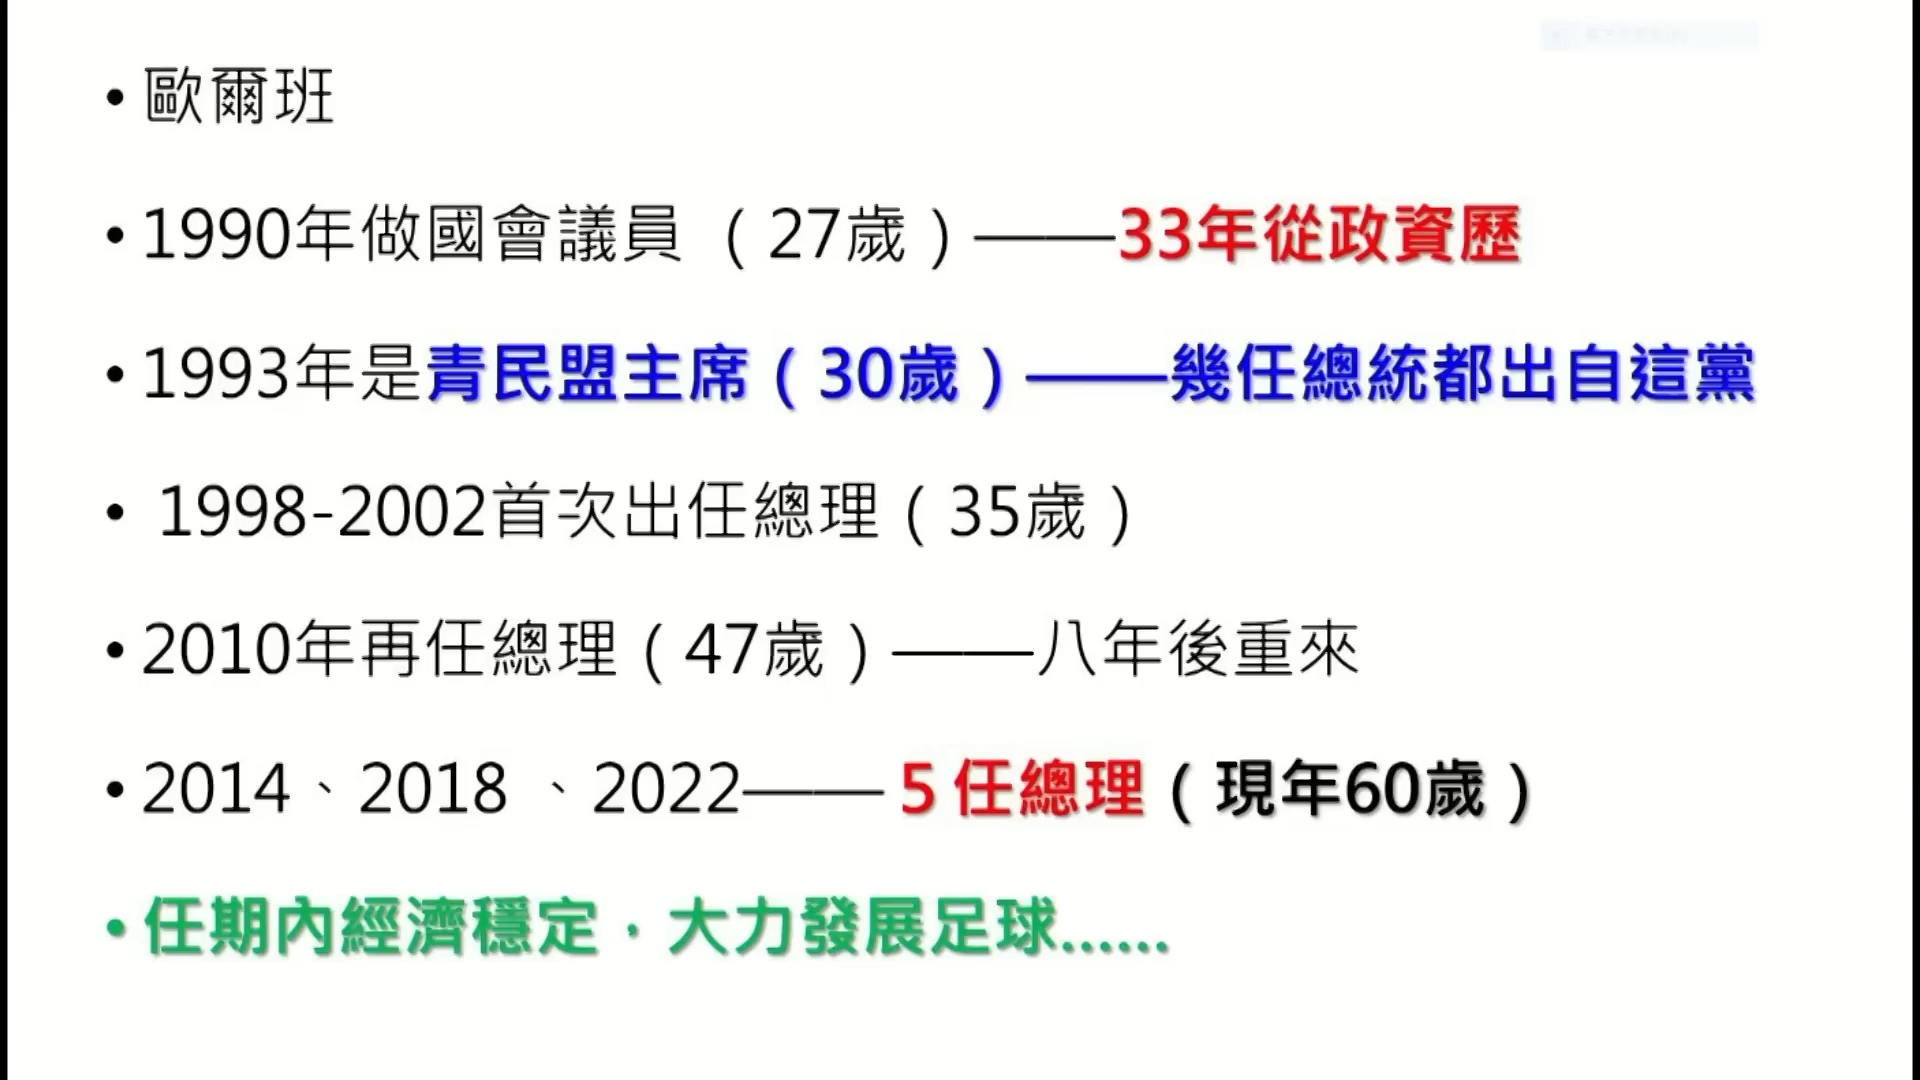 • 歐爾班
• 1990年做國會議員 （27歲）——33年從政資歷
• 1993年是青民盟主席（30歲）——幾任總統都出自這黨
• 1998-2002首次出任總理（35歲）
• 2010年再任總理（47歲）——八年後重來
• 2014、2018 、2022—— 5 任總理（現年60歲）
• 任期內經濟穩定，大力發展足球......